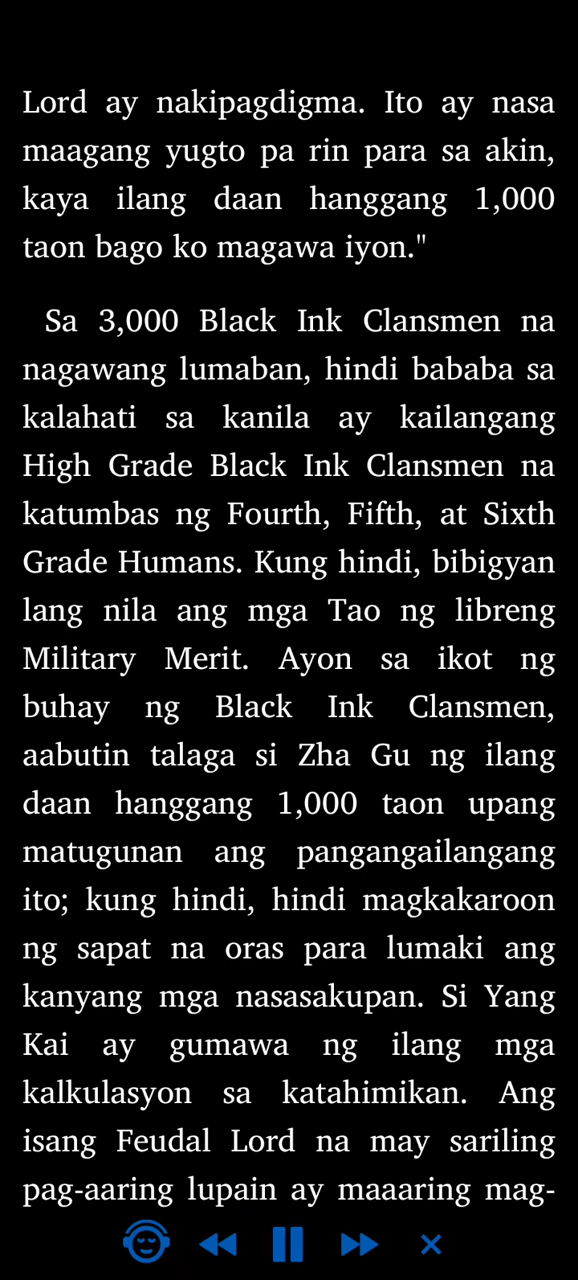 Lord ay nakipagdigma. Ito ay nasa
maagang yugto pa rin para sa akin,
kaya ilang daan hanggang 1,000
taon bago ko magawa iyon."
Sa 3,000 Black Ink Clansmen na
nagawang lumaban, hindi bababa sa
kalahati sa kanila ay kailangang
High Grade Black Ink Clansmen na
katumbas ng Fourth, Fifth, at Sixth
Grade Humans. Kung hindi, bibigyan
lang nila ang mga Tao ng libreng
Military Merit. Ayon sa ikot ng
buhay ng Black Ink Clansmen,
aabutin talaga si Zha Gu ng ilang
daan hanggang 1,000 taon upang
matugunan ang pangangailangang
ito; kung hindi, hindi magkakaroon
ng sapat na oras para lumaki ang
kanyang mga nasasakupan. Si Yang
Kai ay gumawa ng ilang mga
kalkulasyon sa katahimikan. Ang
isang Feudal Lord na may sariling
pag-aaring lupain ay maaaring mag-